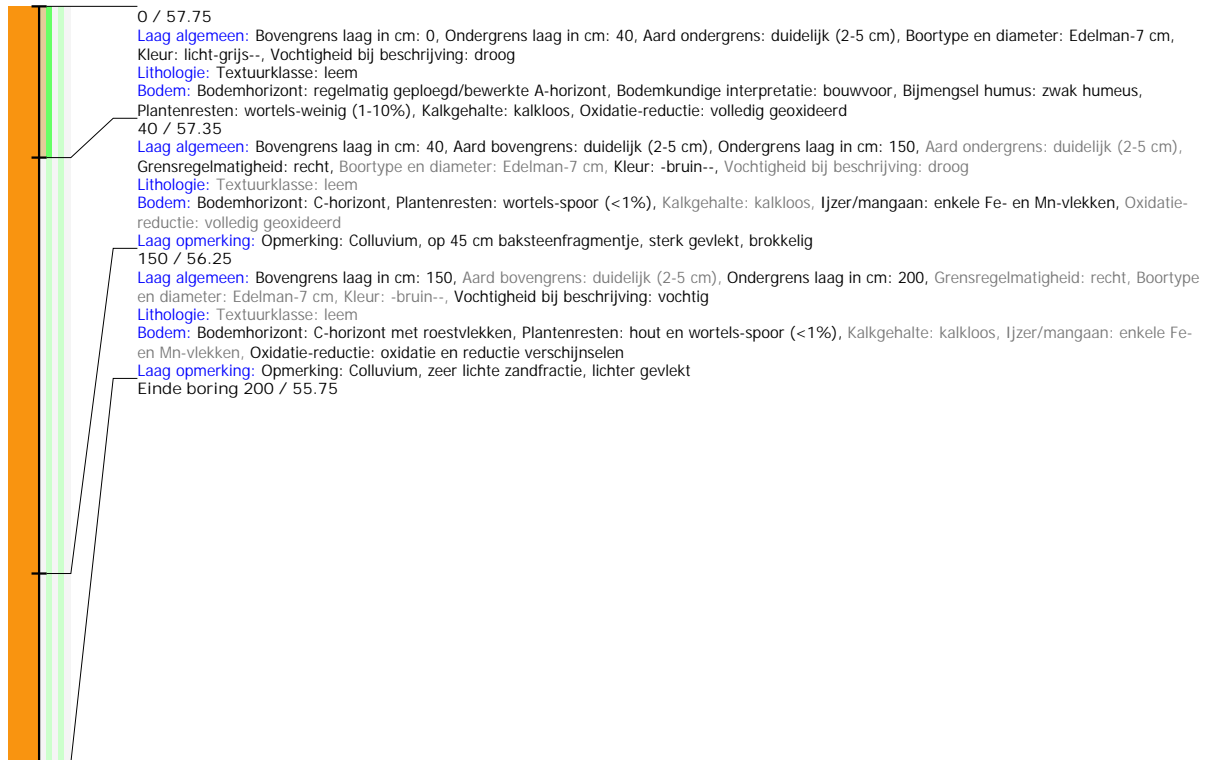 0 / 57.75
Laag algemeen: Bovengrens laag in cm: 0, Ondergrens laag in cm: 40, Aard ondergrens: duidelijk (2-5 cm), Boortype en diameter: Edelman-7 cm,
Kleur: licht-grijs--, Vochtigheid bij beschrijving: droog
Lithologie: Textuurklasse: leem
Bodem: Bodemhorizont: regelmatig geploegd/bewerkte A-horizont, Bodemkundige interpretatie: bouwvoor, Bijmengsel humus: zwak humeus,
Plantenresten: wortels-weinig (1-10%), Kalkgehalte: kalkloos, Oxidatie-reductie: volledig geoxideerd
40 / 57.35
Laag algemeen: Bovengrens laag in cm: 40, Aard bovengrens: duidelijk (2-5 cm), Ondergrens laag in cm: 150, Aard ondergrens: duidelijk (2-5 cm),
Grensregelmatigheid: recht, Boortype en diameter: Edelman-7 cm, Kleur: -bruin--, Vochtigheid bij beschrijving: droog
Lithologie: Textuurklasse: leem
Bodem: Bodemhorizont: C-horizont, Plantenresten: wortels-spoor (<1%), Kalkgehalte: kalkloos, Ijzer/mangaan: enkele Fe- en Mn-vlekken, Oxidatie-
reductie: volledig geoxideerd
Laag opmerking: Opmerking: Colluvium, op 45 cm baksteenfragmentje, sterk gevlekt, brokkelig
150 / 56.25
Laag algemeen: Bovengrens laag in cm: 150, Aard bovengrens: duidelijk (2-5 cm), Ondergrens laag in cm: 200, Grensregelmatigheid: recht, Boortype
en diameter: Edelman-7 cm, Kleur: -bruin--, Vochtigheid bij beschrijving: vochtig
Lithologie: Textuurklasse: leem
Bodem: Bodemhorizont: C-horizont met roestvlekken, Plantenresten: hout en wortels-spoor (<1%), Kalkgehalte: kalkloos, Ijzer/mangaan: enkele Fe-
en Mn-vlekken, Oxidatie-reductie: oxidatie en reductie verschijnselen
Laag opmerking: Opmerking: Colluvium, zeer lichte zandfractie, lichter gevlekt
Einde boring 200 / 55.75